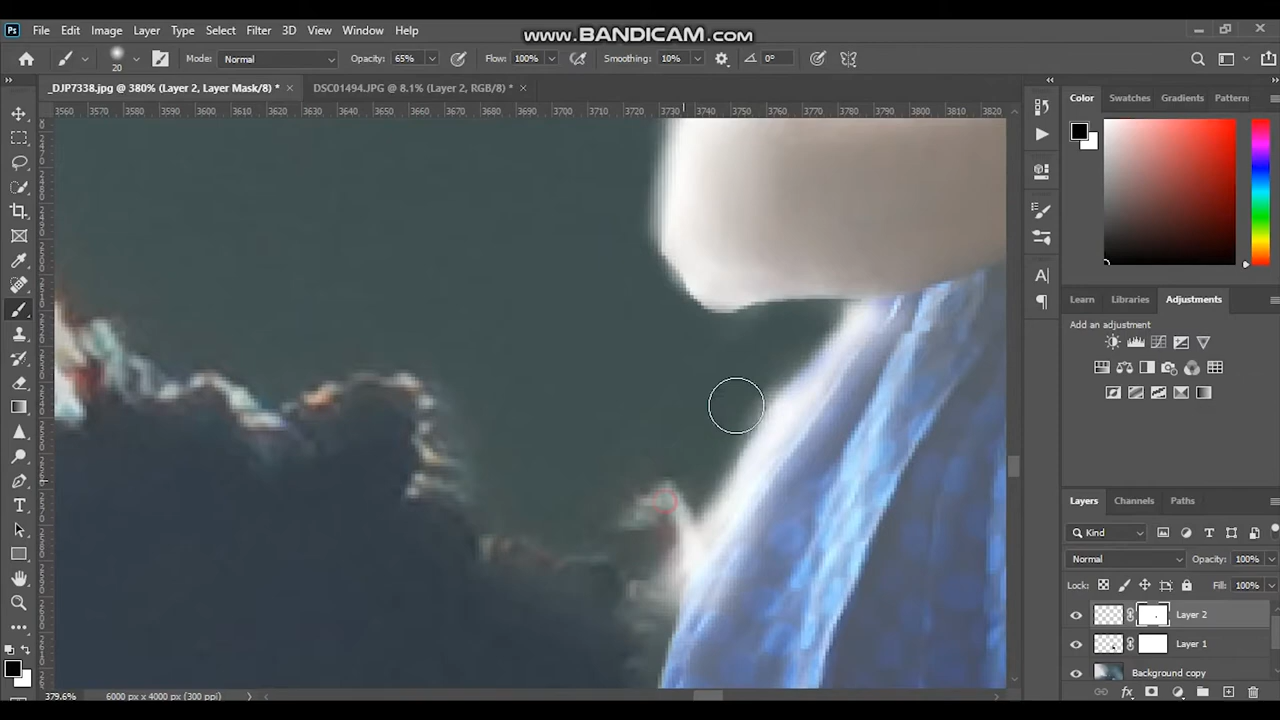 Ps File Edit Image Layer Type Select Filter 3D View Window Help
www.BANDICAM.com
20 Mode: Normal Opacity: 65% Flow: 100% Smoothing: 10% 0°
_DJP7338.jpg @ 380% (Layer 2, Layer Mask/8) * × DSC01494.JPG @ 8.1% (Layer 2, RGB/8) * ×
3560 3570 3580 3590 3600 3610 3620 3630 3640 3650 3660 3670 3680 3690 3700 3710 3720 3730 3740 3750 3760 3770 3780 3790 3800 3810 3820
Color Swatches Gradients Patterns
Learn Libraries Adjustments
Add an adjustment
Layers Channels Paths
Kind
Normal Opacity: 100%
Lock: Fill: 100%
Layer 2
Layer 1
Background copy
379.6% 6000 px x 4000 px (300 ppi)